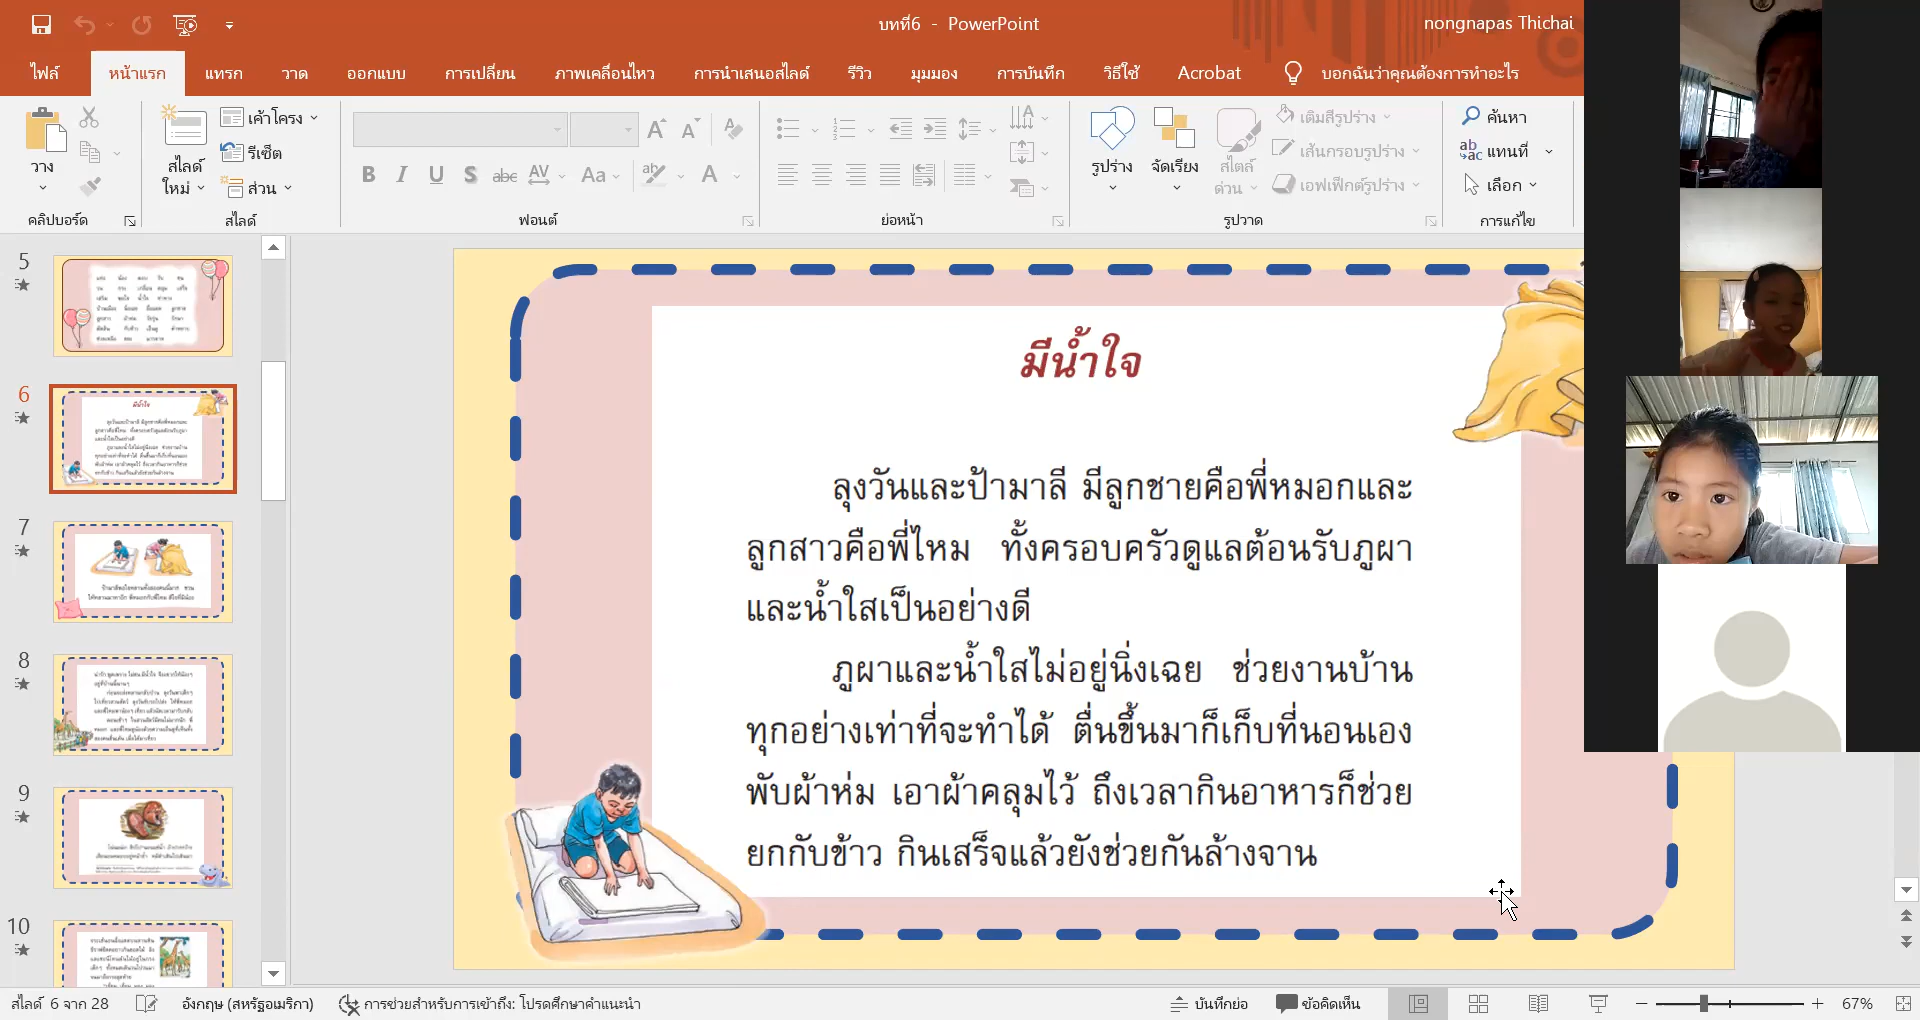 บทที่6 - PowerPoint
nongnapas Thichai
ไฟล์ หน้าแรก แทรก วาด ออกแบบ การเปลี่ยน ภาพเคลื่อนไหว การนำเสนอสไลด์ รีวิว มุมมอง การบันทึก วิธีใช้ Acrobat บอกฉันว่าคุณต้องการทำอะไร
วาง
คลิปบอร์ด
สไลด์
ใหม่
เค้าโครง
รีเซ็ต
ส่วน
สไลด์
B I U S abc AV Aa A
ฟอนต์
ย่อหน้า
รูปร่าง
จัดเรียง
สไตล์
ด่วน
เติมสีรูปร่าง
เส้นกรอบรูปร่าง
เอฟเฟ็กต์รูปร่าง
รูปวาด
ค้นหา
แทนที่
เลือก
การแก้ไข
5
6
7
8
9
10
มีน้ำใจ
ลุงวันและป้ามาลี มีลูกชายคือพี่หมอกและ
ลูกสาวคือพี่ไหม ทั้งครอบครัวดูแลต้อนรับภูผา
และน้ำใสเป็นอย่างดี
ภูผาและน้ำใสไม่อยู่นิ่งเฉย ช่วยงานบ้าน
ทุกอย่างเท่าที่จะทำได้ ตื่นขึ้นมาก็เก็บที่นอนเอง
พับผ้าห่ม เอาผ้าคลุมไว้ ถึงเวลากินอาหารก็ช่วย
ยกกับข้าว กินเสร็จแล้วยังช่วยกันล้างจาน
สไลด์ 6 จาก 28 อังกฤษ (สหรัฐอเมริกา) การช่วยสำหรับการเข้าถึง: โปรดศึกษาคำแนะนำ บันทึกย่อ ข้อคิดเห็น 67%